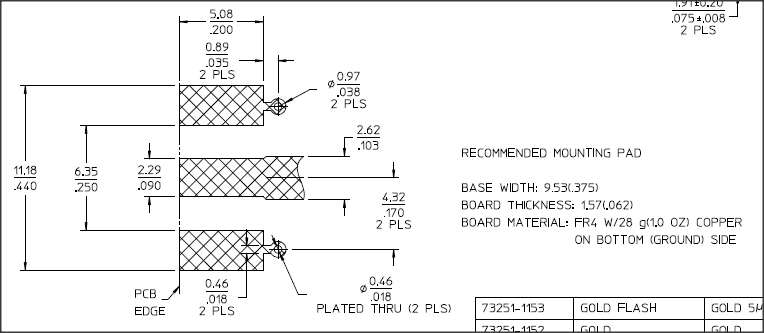 5.08
.200
0.89
.035
2 PLS
1.91±0.20
.075±.008
2 PLS
⌀ 0.97
.038
2 PLS
2.62
.103
11.18
.440
6.35
.250
2.29
.090
4.32
.170
2 PLS
RECOMMENDED MOUNTING PAD
BASE WIDTH: 9.53(.375)
BOARD THICKNESS: 1.57(.062)
BOARD MATERIAL: FR4 W/28 g(1.0 OZ) COPPER
ON BOTTOM (GROUND) SIDE
0.46
.018
2 PLS
⌀ 0.46
.018
PLATED THRU (2 PLS)
PCB
EDGE
73251-1153 GOLD FLASH GOLD 5µ
73251-1152 GOLD GOLD